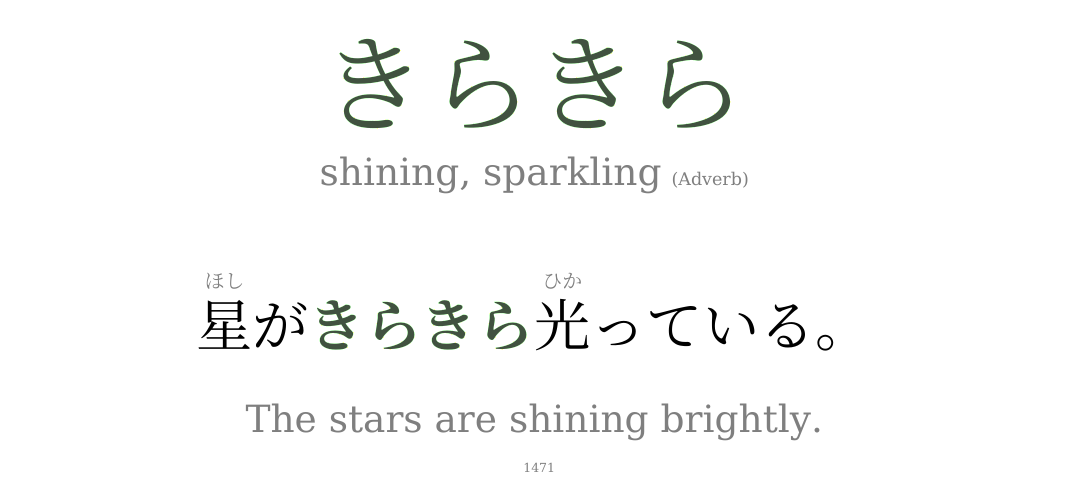 きらきら
shining, sparkling (Adverb)
ほし ひか
星がきらきら光っている。
The stars are shining brightly.
1471